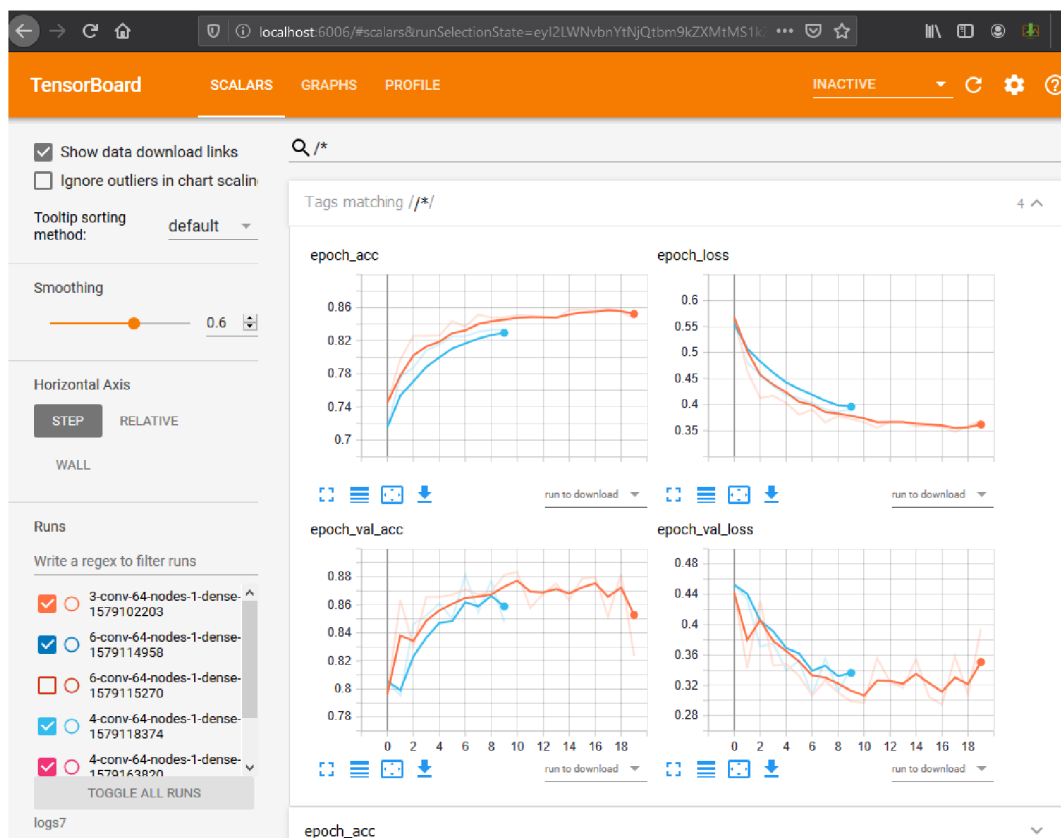 localhost:6006/#scalars&runSelectionState=eyI2LWNvbnYtNjQtbm9kZXMtMS1k
TensorBoard SCALARS GRAPHS PROFILE INACTIVE
Show data download links
Ignore outliers in chart scalin
Tooltip sorting
method:
default
Smoothing
0.6
Horizontal Axis
STEP RELATIVE
WALL
Runs
Write a regex to filter runs
3-conv-64-nodes-1-dense-
1579102203
6-conv-64-nodes-1-dense-
1579114958
6-conv-64-nodes-1-dense-
1579115270
4-conv-64-nodes-1-dense-
1579118374
4-conv-64-nodes-1-dense-
1579163820
TOGGLE ALL RUNS
logs7
/*
Tags matching //*/ 4
epoch_acc
0.86
0.82
0.78
0.74
0.7
run to download
epoch_loss
0.6
0.55
0.5
0.45
0.4
0.35
run to download
epoch_val_acc
0.88
0.86
0.84
0.82
0.8
0.78
0 2 4 6 8 10 12 14 16 18
run to download
epoch_val_loss
0.48
0.44
0.4
0.36
0.32
0.28
0 2 4 6 8 10 12 14 16 18
run to download
epoch_acc